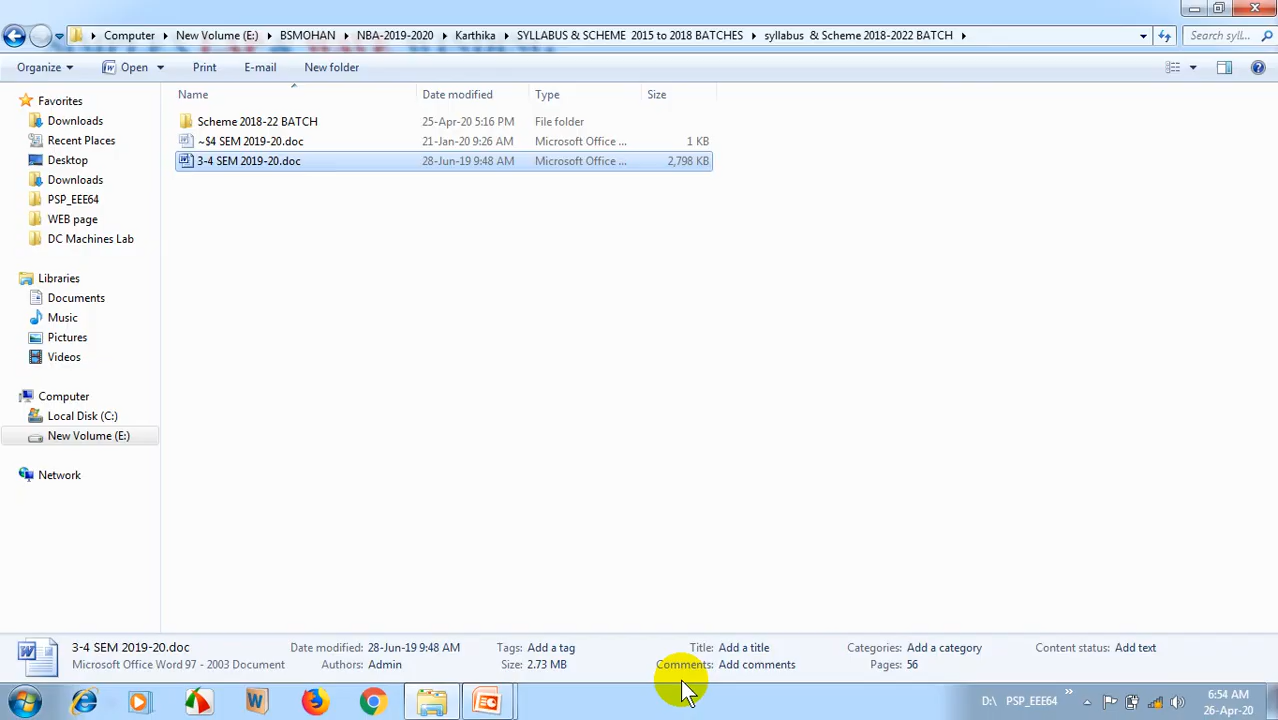 Computer New Volume (E:) BSMOHAN NBA-2019-2020 Karthika SYLLABUS & SCHEME 2015 to 2018 BATCHES syllabus & Scheme 2018-2022 BATCH Search syll...
Organize Open Print E-mail New folder
Name Date modified Type Size
Favorites
Downloads
Recent Places
Desktop
Downloads
PSP_EEE64
WEB page
DC Machines Lab
Libraries
Documents
Music
Pictures
Videos
Computer
Local Disk (C:)
New Volume (E:)
Network
Scheme 2018-22 BATCH 25-Apr-20 5:16 PM File folder
~$4 SEM 2019-20.doc 21-Jan-20 9:26 AM Microsoft Office ... 1 KB
3-4 SEM 2019-20.doc 28-Jun-19 9:48 AM Microsoft Office ... 2,798 KB
3-4 SEM 2019-20.doc Date modified: 28-Jun-19 9:48 AM Tags: Add a tag Title: Add a title Categories: Add a category Content status: Add text
Microsoft Office Word 97 - 2003 Document Authors: Admin Size: 2.73 MB Comments: Add comments Pages: 56
D:\ PSP_EEE64 » 6:54 AM
26-Apr-20